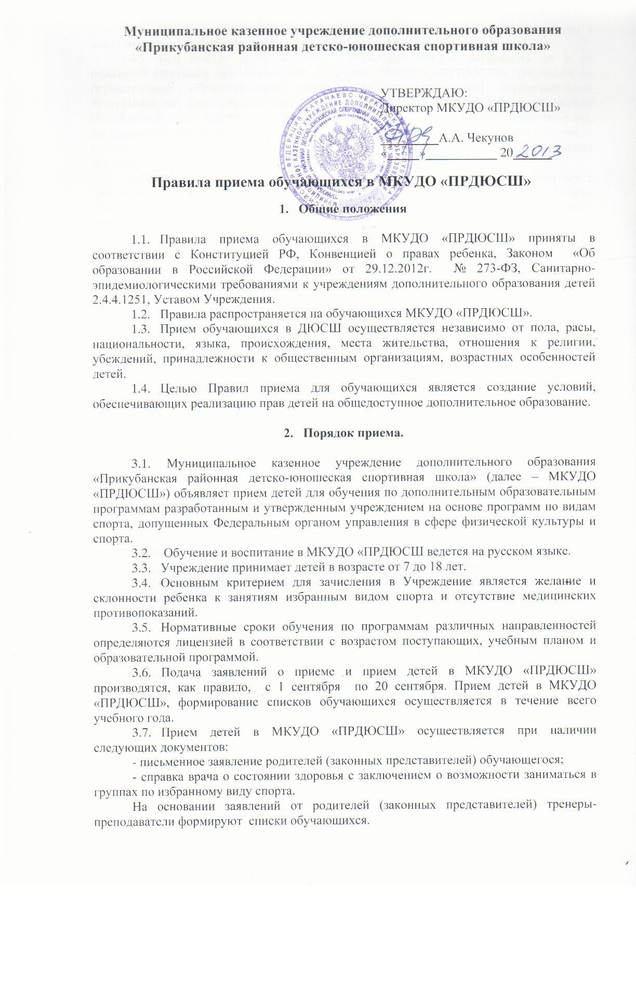 Муниципальное казенное учреждение дополнительного образования
«Прикубанская районная детско-юношеская спортивная школа»
УТВЕРЖДАЮ:
Директор МКУДО «ПРДЮСШ»
_________А.А. Чекунов
«_____»___________ 20 2013
Правила приема обучающихся в МКУДО «ПРДЮСШ»
1. Общие положения
1.1. Правила приема обучающихся в МКУДО «ПРДЮСШ» приняты в
соответствии с Конституцией РФ, Конвенцией о правах ребенка, Законом «Об
образовании в Российской Федерации» от 29.12.2012г. № 273-ФЗ, Санитарно-
эпидемиологическими требованиями к учреждениям дополнительного образования детей
2.4.4.1251, Уставом Учреждения.
1.2. Правила распространяется на обучающихся МКУДО «ПРДЮСШ».
1.3. Прием обучающихся в ДЮСШ осуществляется независимо от пола, расы,
национальности, языка, происхождения, места жительства, отношения к религии,
убеждений, принадлежности к общественным организациям, возрастных особенностей
детей.
1.4. Целью Правил приема для обучающихся является создание условий,
обеспечивающих реализацию прав детей на общедоступное дополнительное образование.
2. Порядок приема.
3.1. Муниципальное казенное учреждение дополнительного образования
«Прикубанская районная детско-юношеская спортивная школа» (далее – МКУДО
«ПРДЮСШ») объявляет прием детей для обучения по дополнительным образовательным
программам разработанным и утвержденным учреждением на основе программ по видам
спорта, допущенных Федеральным органом управления в сфере физической культуры и
спорта.
3.2. Обучение и воспитание в МКУДО «ПРДЮСШ ведется на русском языке.
3.3. Учреждение принимает детей в возрасте от 7 до 18 лет.
3.4. Основным критерием для зачисления в Учреждение является желание и
склонности ребенка к занятиям избранным видом спорта и отсутствие медицинских
противопоказаний.
3.5. Нормативные сроки обучения по программам различных направленностей
определяются лицензией в соответствии с возрастом поступающих, учебным планом и
образовательной программой.
3.6. Подача заявлений о приеме и прием детей в МКУДО «ПРДЮСШ»
производятся, как правило, с 1 сентября по 20 сентября. Прием детей в МКУДО
«ПРДЮСШ», формирование списков обучающихся осуществляется в течение всего
учебного года.
3.7. Прием детей в МКУДО «ПРДЮСШ» осуществляется при наличии
следующих документов:
- письменное заявление родителей (законных представителей) обучающегося;
- справка врача о состоянии здоровья с заключением о возможности заниматься в
группах по избранному виду спорта.
На основании заявлений от родителей (законных представителей) тренеры-
преподаватели формируют списки обучающихся.